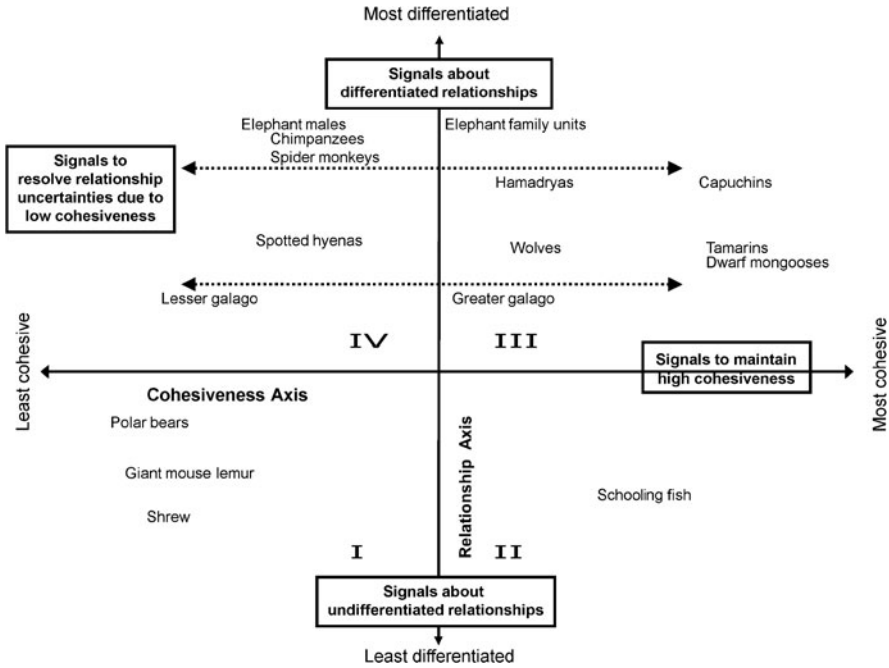 Most differentiated
Signals about
differentiated relationships
Elephant males
Elephant family units
Chimpanzees
Spider monkeys
Signals to
resolve relationship
uncertainties due to
low cohesiveness
Hamadryas
Capuchins
Spotted hyenas
Wolves
Tamarins
Dwarf mongooses
Lesser galago
Greater galago
IV
III
Least cohesive
Signals to maintain
high cohesiveness
Most cohesive
Cohesiveness Axis
Relationship Axis
Polar bears
Giant mouse lemur
Schooling fish
Shrew
I
II
Signals about
undifferentiated relationships
Least differentiated